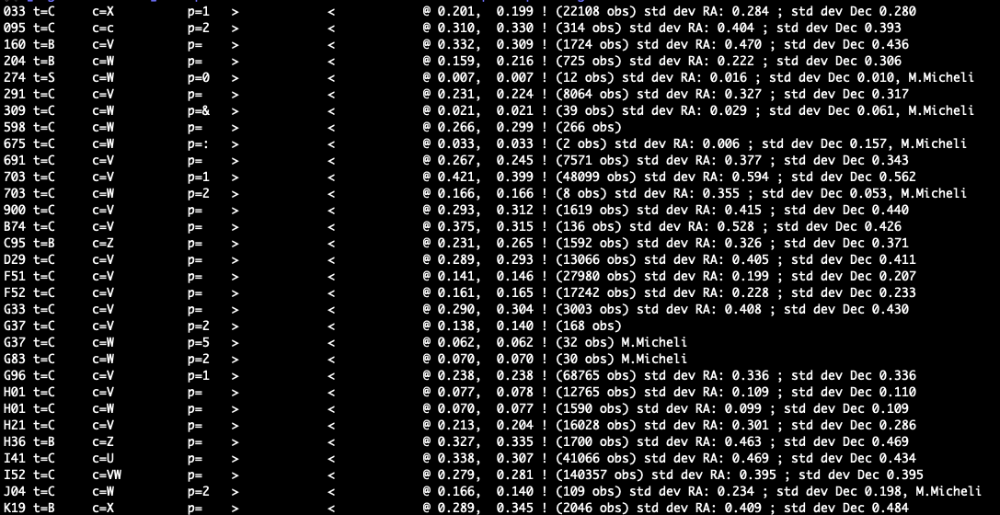 033 t=C c=X p=1 > < @ 0.201, 0.199 ! (22108 obs) std dev RA: 0.284 ; std dev Dec 0.280
095 t=C c=c p=2 > < @ 0.310, 0.330 ! (314 obs) std dev RA: 0.404 ; std dev Dec 0.393
160 t=B c=V p= > < @ 0.332, 0.309 ! (1724 obs) std dev RA: 0.470 ; std dev Dec 0.436
204 t=B c=W p= > < @ 0.159, 0.216 ! (725 obs) std dev RA: 0.222 ; std dev Dec 0.306
274 t=S c=W p=0 > < @ 0.007, 0.007 ! (12 obs) std dev RA: 0.016 ; std dev Dec 0.010, M.Micheli
291 t=C c=V p= > < @ 0.231, 0.224 ! (8064 obs) std dev RA: 0.327 ; std dev Dec 0.317
309 t=C c=W p=& > < @ 0.021, 0.021 ! (39 obs) std dev RA: 0.029 ; std dev Dec 0.061, M.Micheli
598 t=C c=W p= > < @ 0.266, 0.299 ! (266 obs)
675 t=C c=W p=: > < @ 0.033, 0.033 ! (2 obs) std dev RA: 0.006 ; std dev Dec 0.157, M.Micheli
691 t=C c=V p= > < @ 0.267, 0.245 ! (7571 obs) std dev RA: 0.377 ; std dev Dec 0.343
703 t=C c=V p=1 > < @ 0.421, 0.399 ! (48099 obs) std dev RA: 0.594 ; std dev Dec 0.562
703 t=C c=W p=2 > < @ 0.166, 0.166 ! (8 obs) std dev RA: 0.355 ; std dev Dec 0.053, M.Micheli
900 t=C c=V p= > < @ 0.293, 0.312 ! (1619 obs) std dev RA: 0.415 ; std dev Dec 0.440
B74 t=C c=V p= > < @ 0.375, 0.315 ! (136 obs) std dev RA: 0.528 ; std dev Dec 0.426
C95 t=B c=Z p= > < @ 0.231, 0.265 ! (1592 obs) std dev RA: 0.326 ; std dev Dec 0.371
D29 t=C c=V p= > < @ 0.289, 0.293 ! (13066 obs) std dev RA: 0.405 ; std dev Dec 0.411
F51 t=C c=V p= > < @ 0.141, 0.146 ! (27980 obs) std dev RA: 0.199 ; std dev Dec 0.207
F52 t=C c=V p= > < @ 0.161, 0.165 ! (17242 obs) std dev RA: 0.228 ; std dev Dec 0.233
G33 t=C c=V p= > < @ 0.290, 0.304 ! (3003 obs) std dev RA: 0.408 ; std dev Dec 0.430
G37 t=C c=V p=2 > < @ 0.138, 0.140 ! (168 obs)
G37 t=C c=W p=5 > < @ 0.062, 0.062 ! (32 obs) M.Micheli
G83 t=C c=W p=2 > < @ 0.070, 0.070 ! (30 obs) M.Micheli
G96 t=C c=V p=1 > < @ 0.238, 0.238 ! (68765 obs) std dev RA: 0.336 ; std dev Dec 0.336
H01 t=C c=V p= > < @ 0.077, 0.078 ! (12765 obs) std dev RA: 0.109 ; std dev Dec 0.110
H01 t=C c=W p= > < @ 0.070, 0.077 ! (1590 obs) std dev RA: 0.099 ; std dev Dec 0.109
H21 t=C c=V p= > < @ 0.213, 0.204 ! (16028 obs) std dev RA: 0.301 ; std dev Dec 0.286
H36 t=B c=Z p= > < @ 0.327, 0.335 ! (1700 obs) std dev RA: 0.463 ; std dev Dec 0.469
I41 t=C c=U p= > < @ 0.338, 0.307 ! (41066 obs) std dev RA: 0.469 ; std dev Dec 0.434
I52 t=C c=VW p= > < @ 0.279, 0.281 ! (140357 obs) std dev RA: 0.395 ; std dev Dec 0.395
J04 t=C c=W p=2 > < @ 0.166, 0.140 ! (109 obs) std dev RA: 0.234 ; std dev Dec 0.198, M.Micheli
K19 t=B c=X p= > < @ 0.289, 0.345 ! (2046 obs) std dev RA: 0.409 ; std dev Dec 0.484